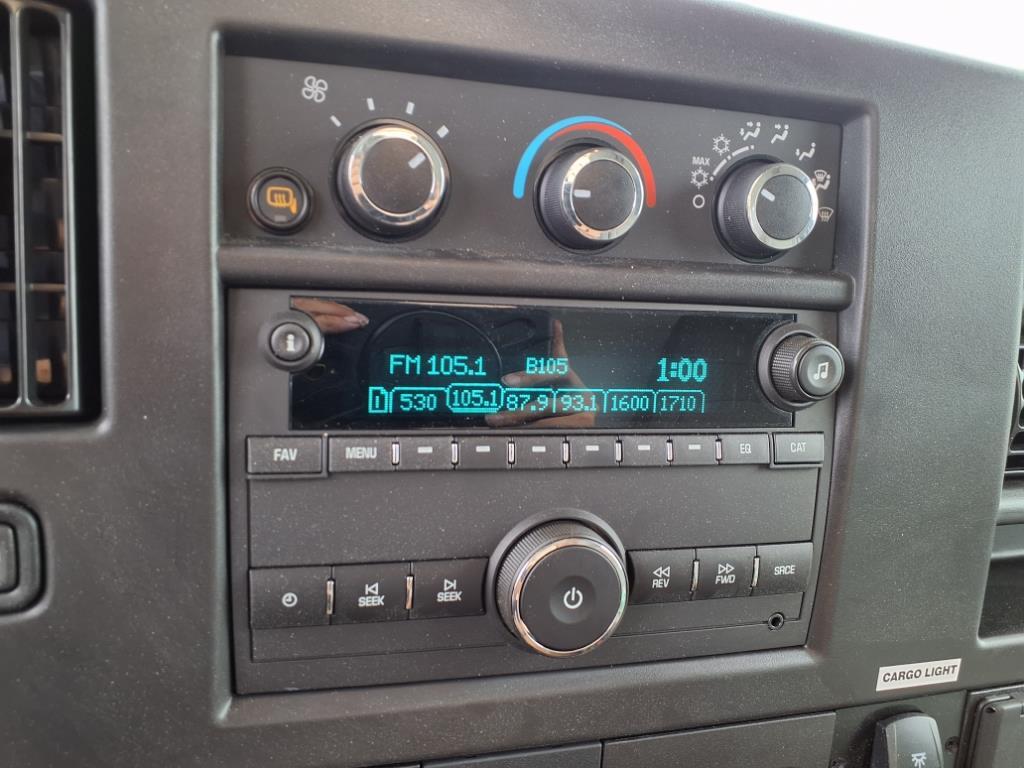 MAX
FM 105.1 B105 1:00
1 530 105.1 87.9 93.1 1600 1710
FAV MENU EQ CAT
SEEK SEEK REV FWD SRCE
CARGO LIGHT